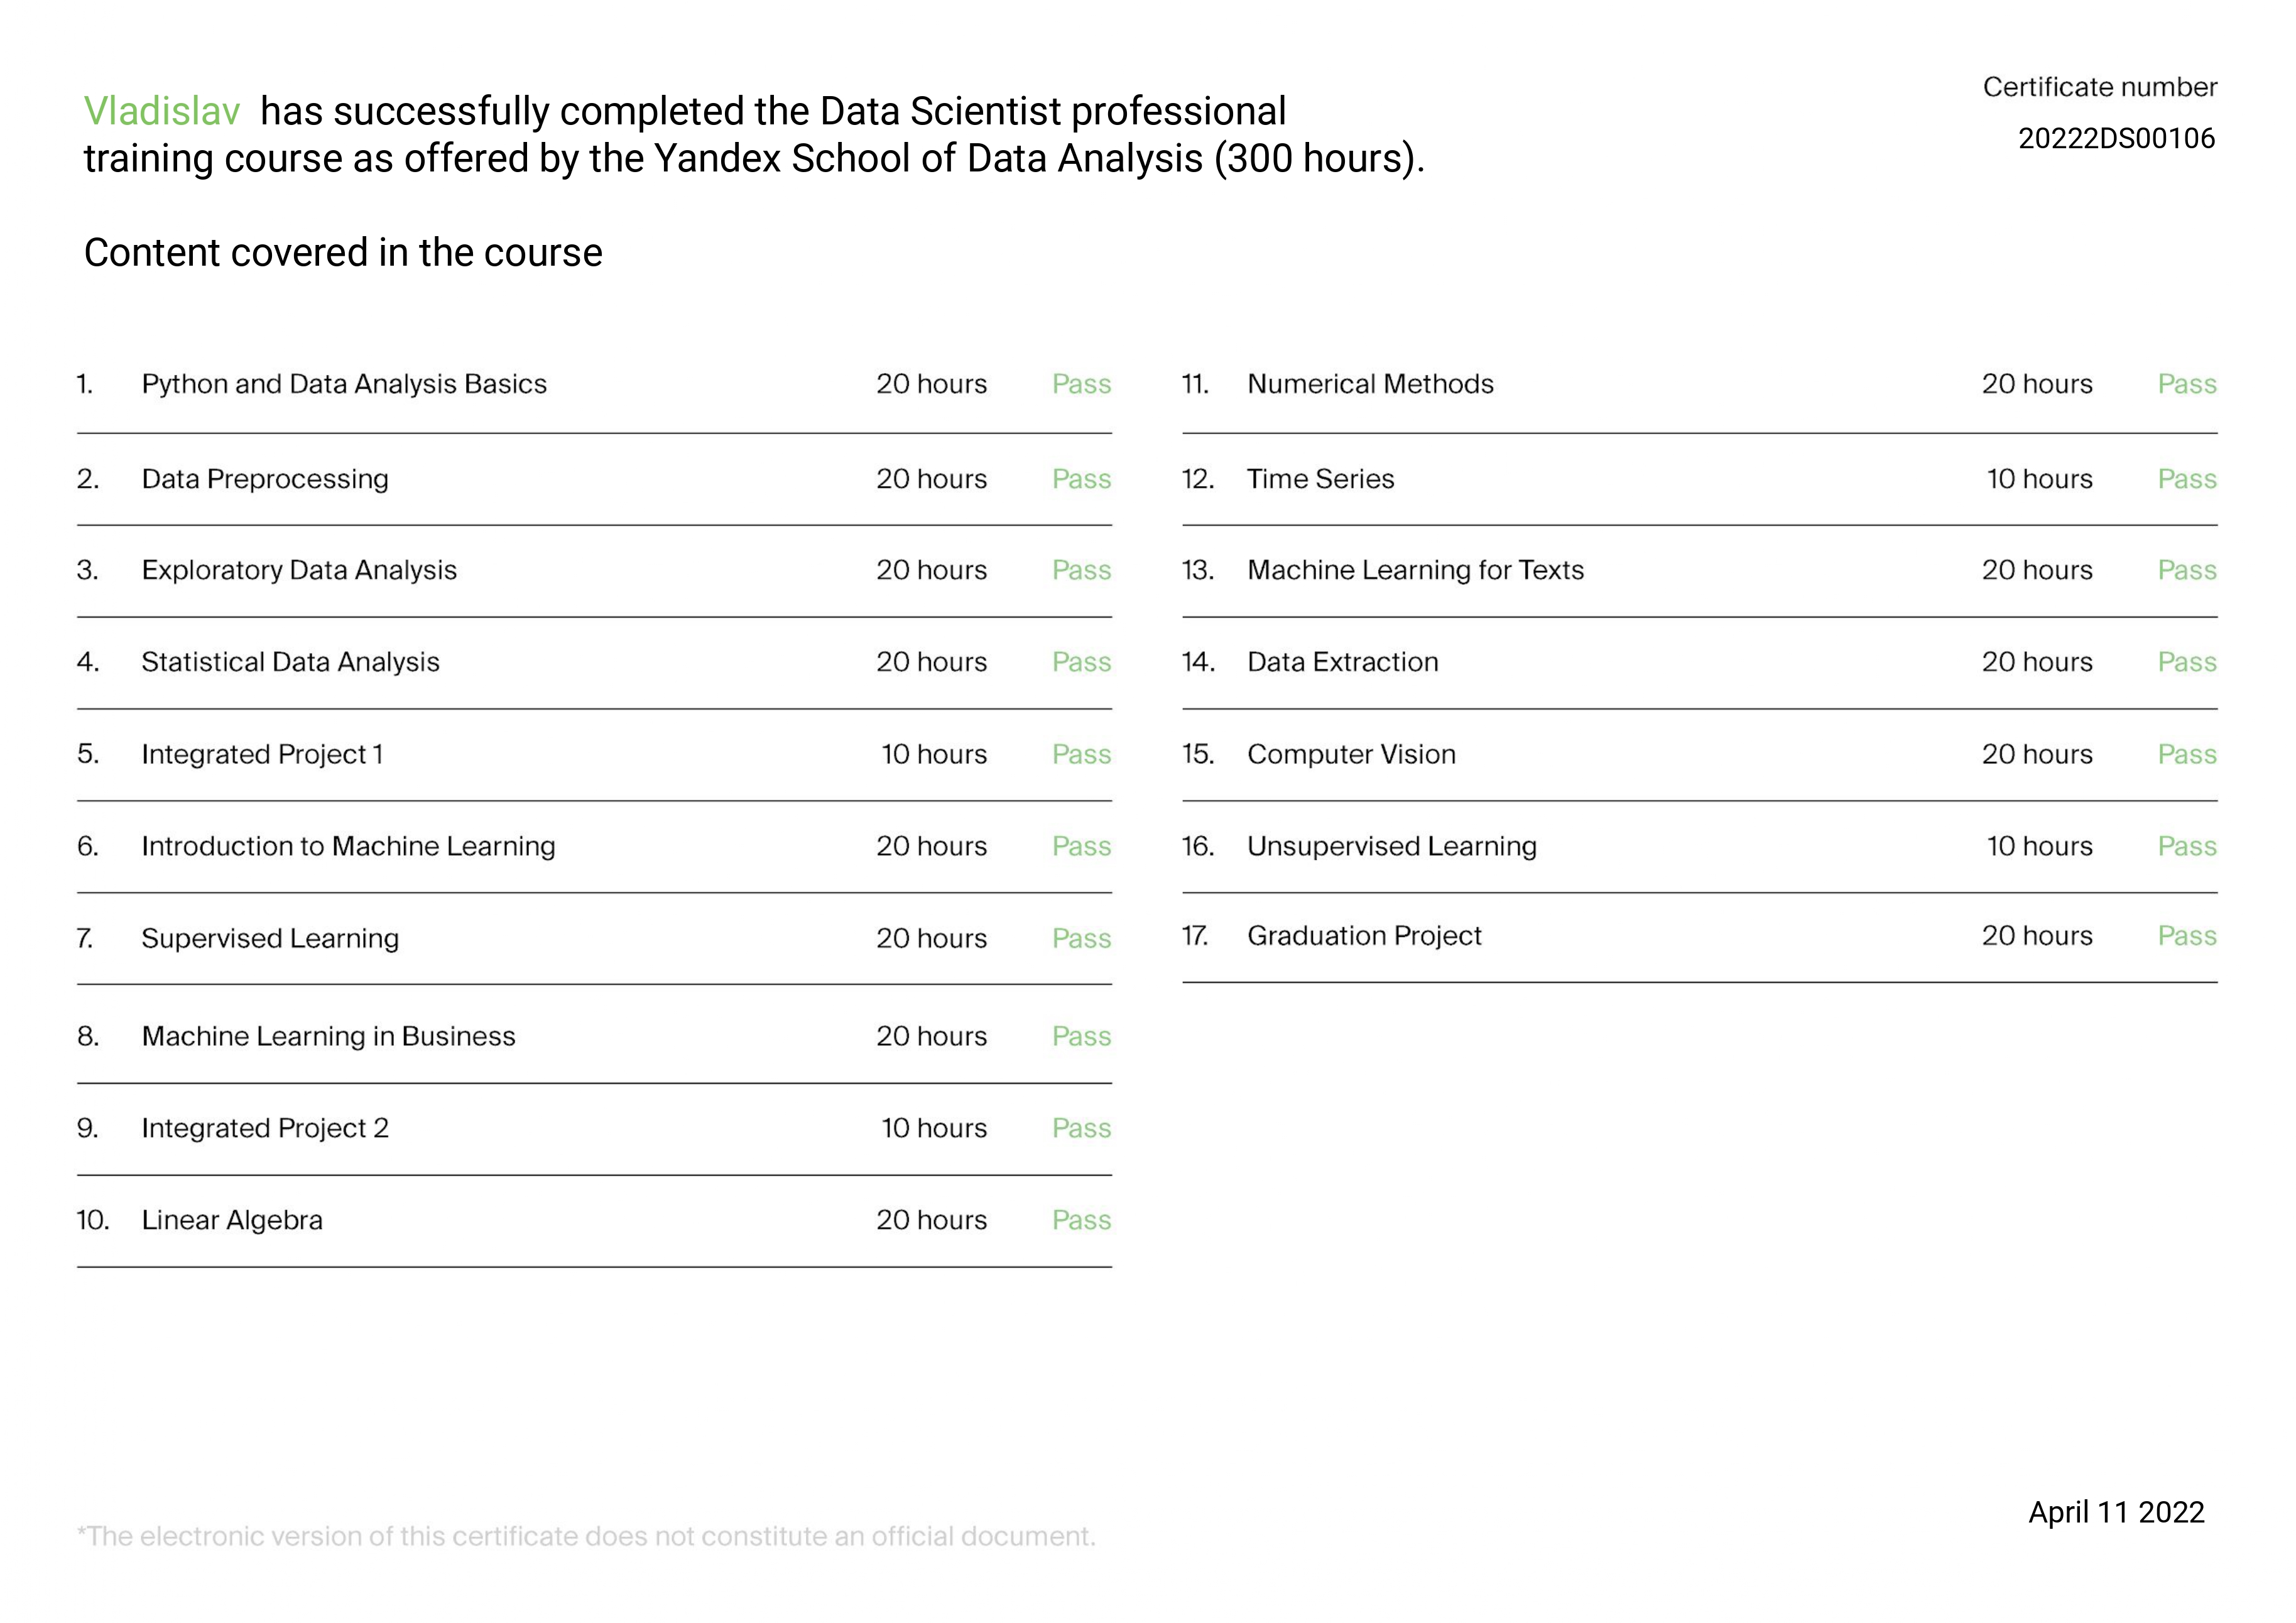 Vladislav has successfully completed the Data Scientist professional
training course as offered by the Yandex School of Data Analysis (300 hours).
Certificate number
20222DS00106
Content covered in the course
1. Python and Data Analysis Basics 20 hours Pass
2. Data Preprocessing 20 hours Pass
3. Exploratory Data Analysis 20 hours Pass
4. Statistical Data Analysis 20 hours Pass
5. Integrated Project 1 10 hours Pass
6. Introduction to Machine Learning 20 hours Pass
7. Supervised Learning 20 hours Pass
8. Machine Learning in Business 20 hours Pass
9. Integrated Project 2 10 hours Pass
10. Linear Algebra 20 hours Pass
11. Numerical Methods 20 hours Pass
12. Time Series 10 hours Pass
13. Machine Learning for Texts 20 hours Pass
14. Data Extraction 20 hours Pass
15. Computer Vision 20 hours Pass
16. Unsupervised Learning 10 hours Pass
17. Graduation Project 20 hours Pass
*The electronic version of this certificate does not constitute an official document.
April 11 2022